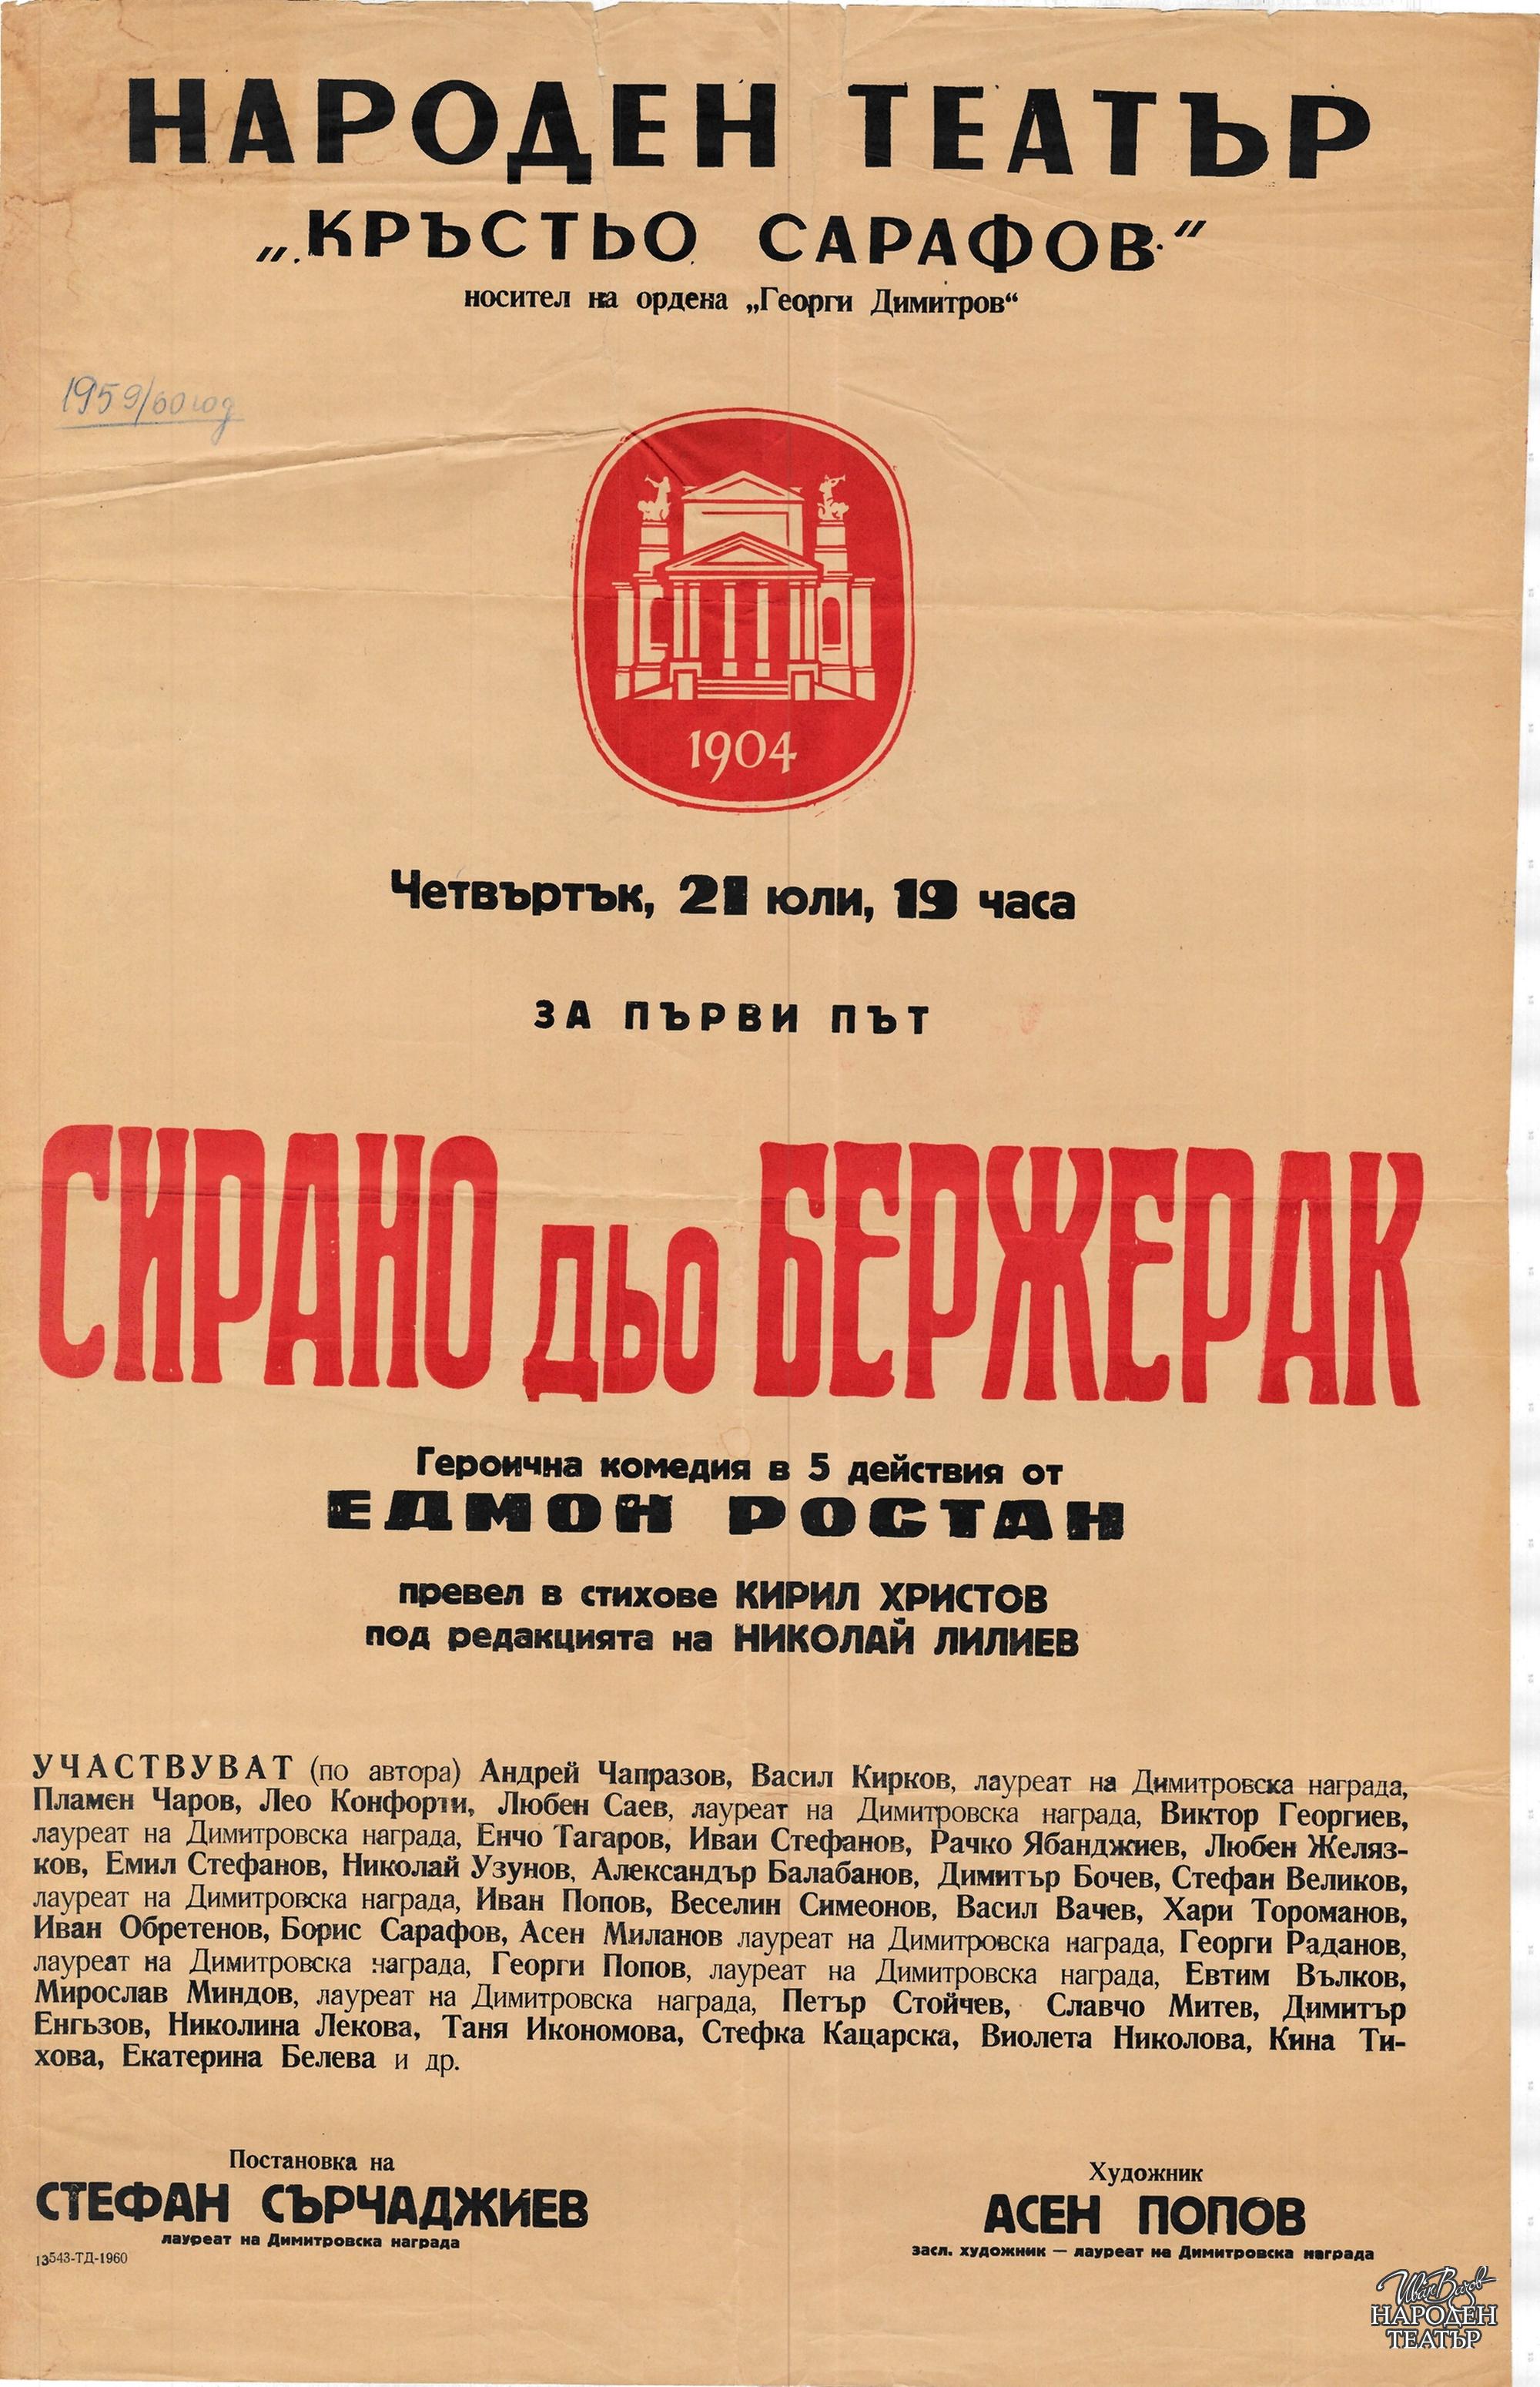 НАРОДЕН ТЕАТЪР
„КРЪСТЬО САРАФОВ“
носител на ордена „Георги Димитров“
1959/60 год
1904
Четвъртък, 21 юли, 19 часа
ЗА ПЪРВИ ПЪТ
СИРАНО ДЬО БЕРЖЕРАК
Героична комедия в 5 действия от
ЕДМОН РОСТАН
превел в стихове КИРИЛ ХРИСТОВ
под редакцията на НИКОЛАЙ ЛИЛИЕВ
УЧАСТВУВАТ (по автора) Андрей Чапразов, Васил Кирков, лауреат на Димитровска награда,
Пламен Чаров, Лео Конфорти, Любен Саев, лауреат на Димитровска награда, Виктор Георгиев,
лауреат на Димитровска награда, Енчо Тагаров, Иван Стефанов, Рачко Ябанджиев, Любен Желяз-
ков, Емил Стефанов, Николай Узунов, Александър Балабанов, Димитър Бочев, Стефан Великов,
лауреат на Димитровска награда, Иван Попов, Веселин Симеонов, Васил Вачев, Хари Тороманов,
Иван Обретенов, Борис Сарафов, Асен Миланов лауреат на Димитровска награда, Георги Раданов,
лауреат на Димитровска награда, Георги Попов, лауреат на Димитровска награда, Евтим Вълков,
Мирослав Миндов, лауреат на Димитровска награда, Петър Стойчев, Славчо Митев, Димитър
Енгьзов, Николина Лекова, Таня Икономова, Стефка Кацарска, Виолета Николова, Кина Ти-
хова, Екатерина Белева и др.
Постановка на
СТЕФАН СЪРЧАДЖИЕВ
лауреат на Димитровска награда
13543-ТД-1960
Художник
АСЕН ПОПОВ
засл. художник — лауреат на Димитровска награда
Иван Вазов
НАРОДЕН
ТЕАТЪР